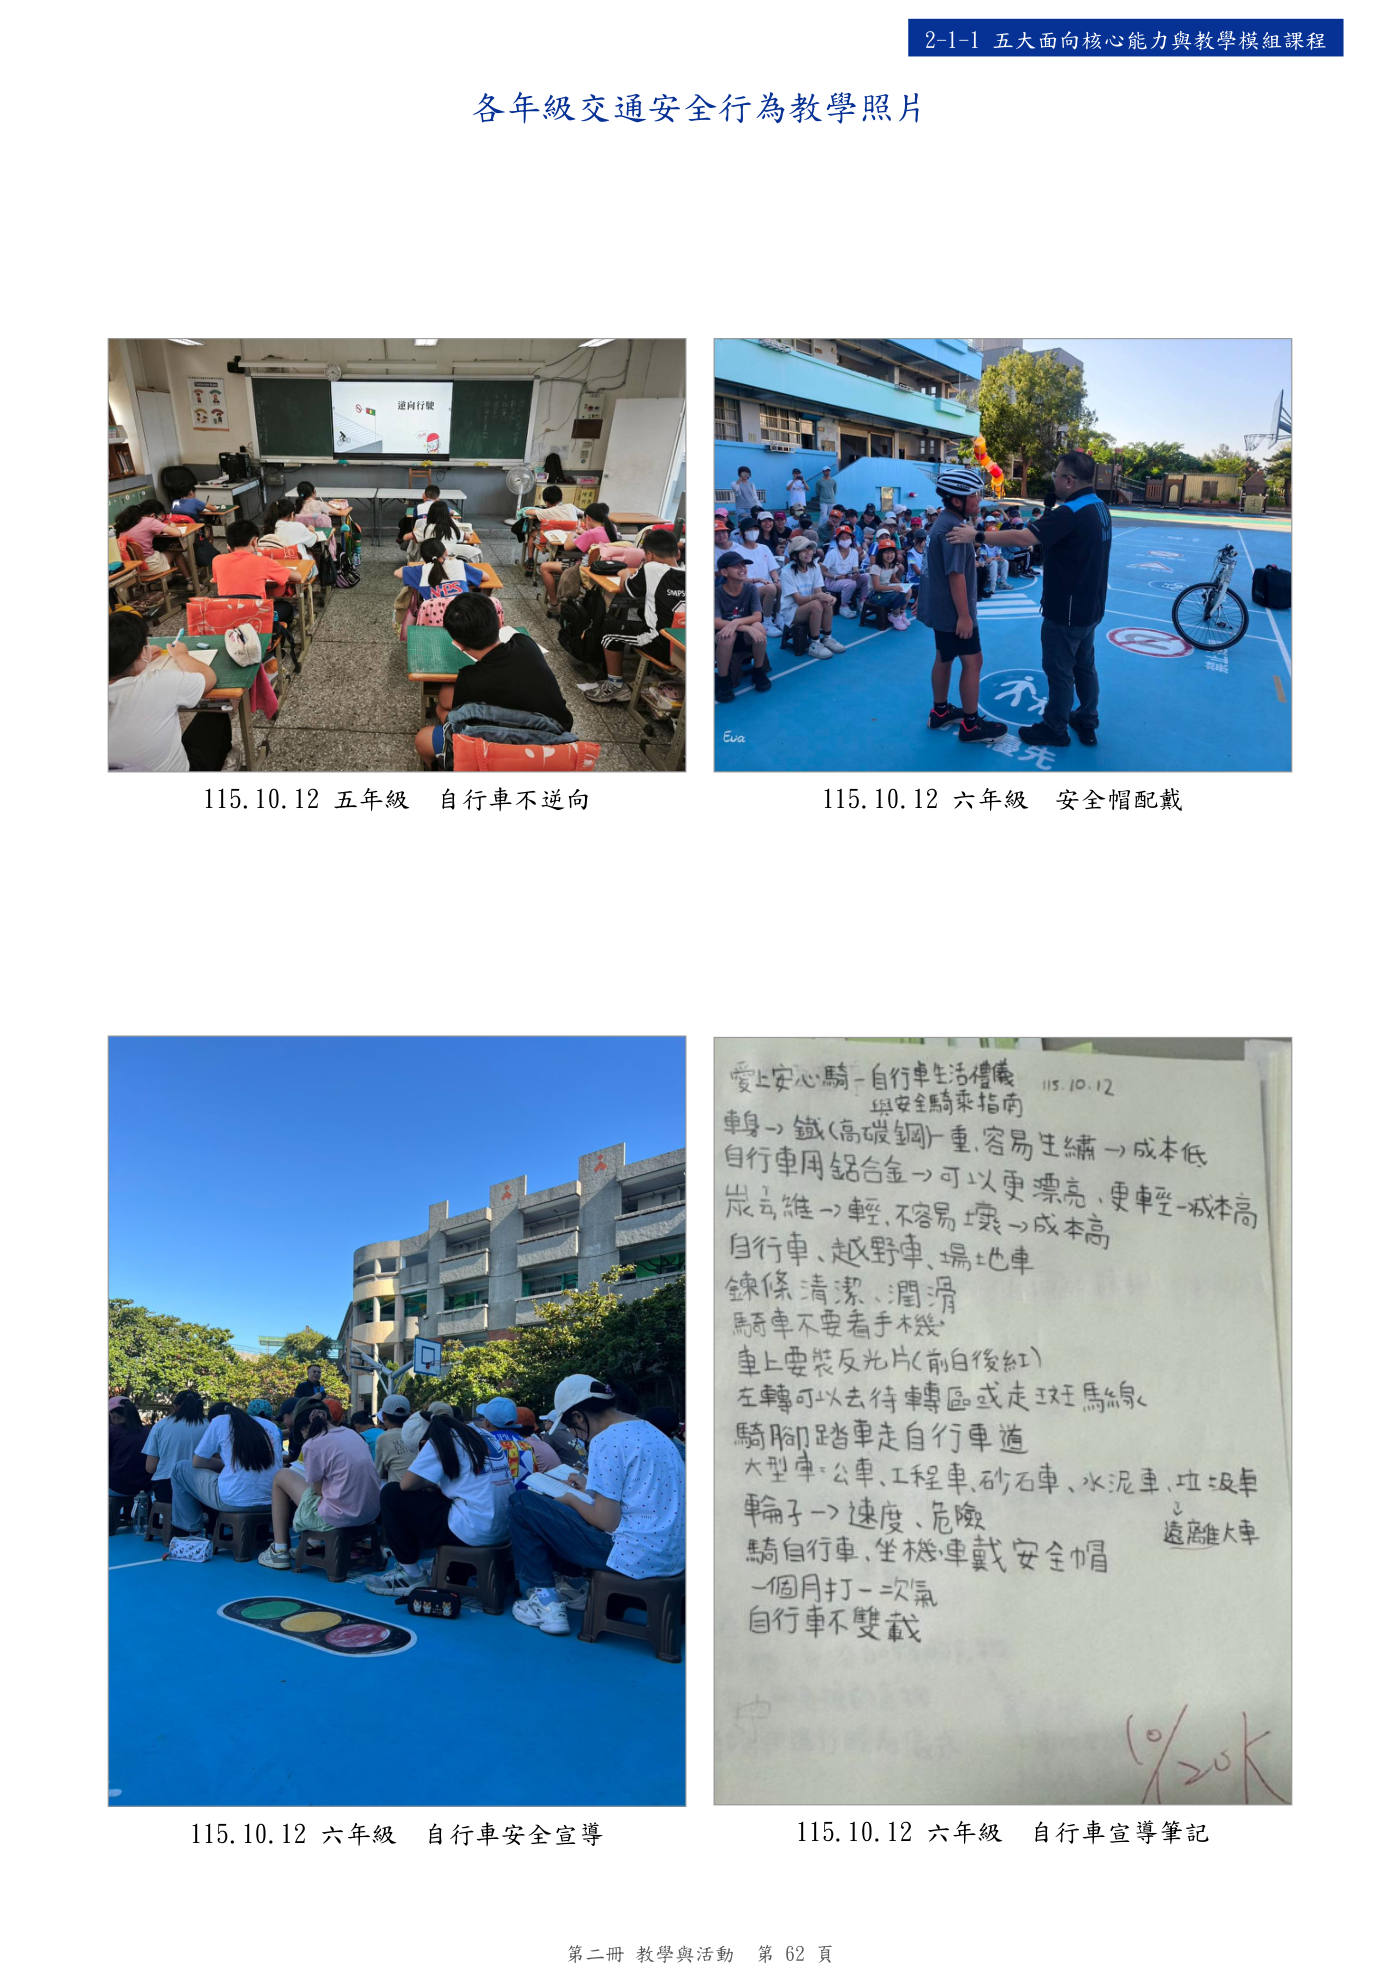 2-1-1 五大面向核心能力與教學模組課程
各年級交通安全行為教學照片
逆向行駛
NPS
SMPS
Eva
優先
115.10.12 五年級　自行車不逆向
115.10.12 六年級　安全帽配戴
愛上安心騎-自行車生活禮儀 115.10.12
與安全騎乘指南
車身→鐵(高碳鋼)-重、容易生鏽→成本低
自行車用鋁合金→可以更漂亮、更輕-成本高
維→輕、不容易壞→成本高
自行車、越野車、場地車
鍊條清潔、潤滑
騎車不要看手機
車上要裝反光片(前白後紅)
左轉可以去待轉區或走斑馬線
騎腳踏車走自行車道
大型車:公車、工程車、砂石車、水泥車、垃圾車
↓
遠離大車
輪子→速度、危險
騎自行車、坐機車戴安全帽
一個月打一次氣
自行車不雙載
10/20K
115.10.12 六年級　自行車安全宣導
115.10.12 六年級　自行車宣導筆記
第二冊 教學與活動　第 62 頁